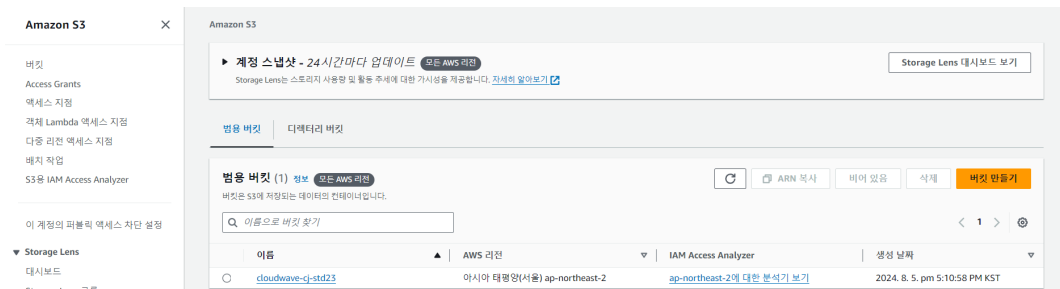 Amazon S3
버킷
Access Grants
액세스 지점
객체 Lambda 액세스 지점
다중 리전 액세스 지점
배치 작업
S3용 IAM Access Analyzer
이 계정의 퍼블릭 액세스 차단 설정
Storage Lens
대시보드
Amazon S3
계정 스냅샷 - 24시간마다 업데이트 모든 AWS 리전
Storage Lens 대시보드 보기
Storage Lens는 스토리지 사용량 및 활동 추세에 대한 가시성을 제공합니다. 자세히 알아보기
범용 버킷 디렉터리 버킷
범용 버킷 (1) 정보 모든 AWS 리전
ARN 복사 비어 있음 삭제 버킷 만들기
버킷은 S3에 저장되는 데이터의 컨테이너입니다.
이름으로 버킷 찾기
1
이름 AWS 리전 IAM Access Analyzer 생성 날짜
cloudwave-cj-std23 아시아 태평양(서울) ap-northeast-2 ap-northeast-2에 대한 분석기 보기 2024. 8. 5. pm 5:10:58 PM KST